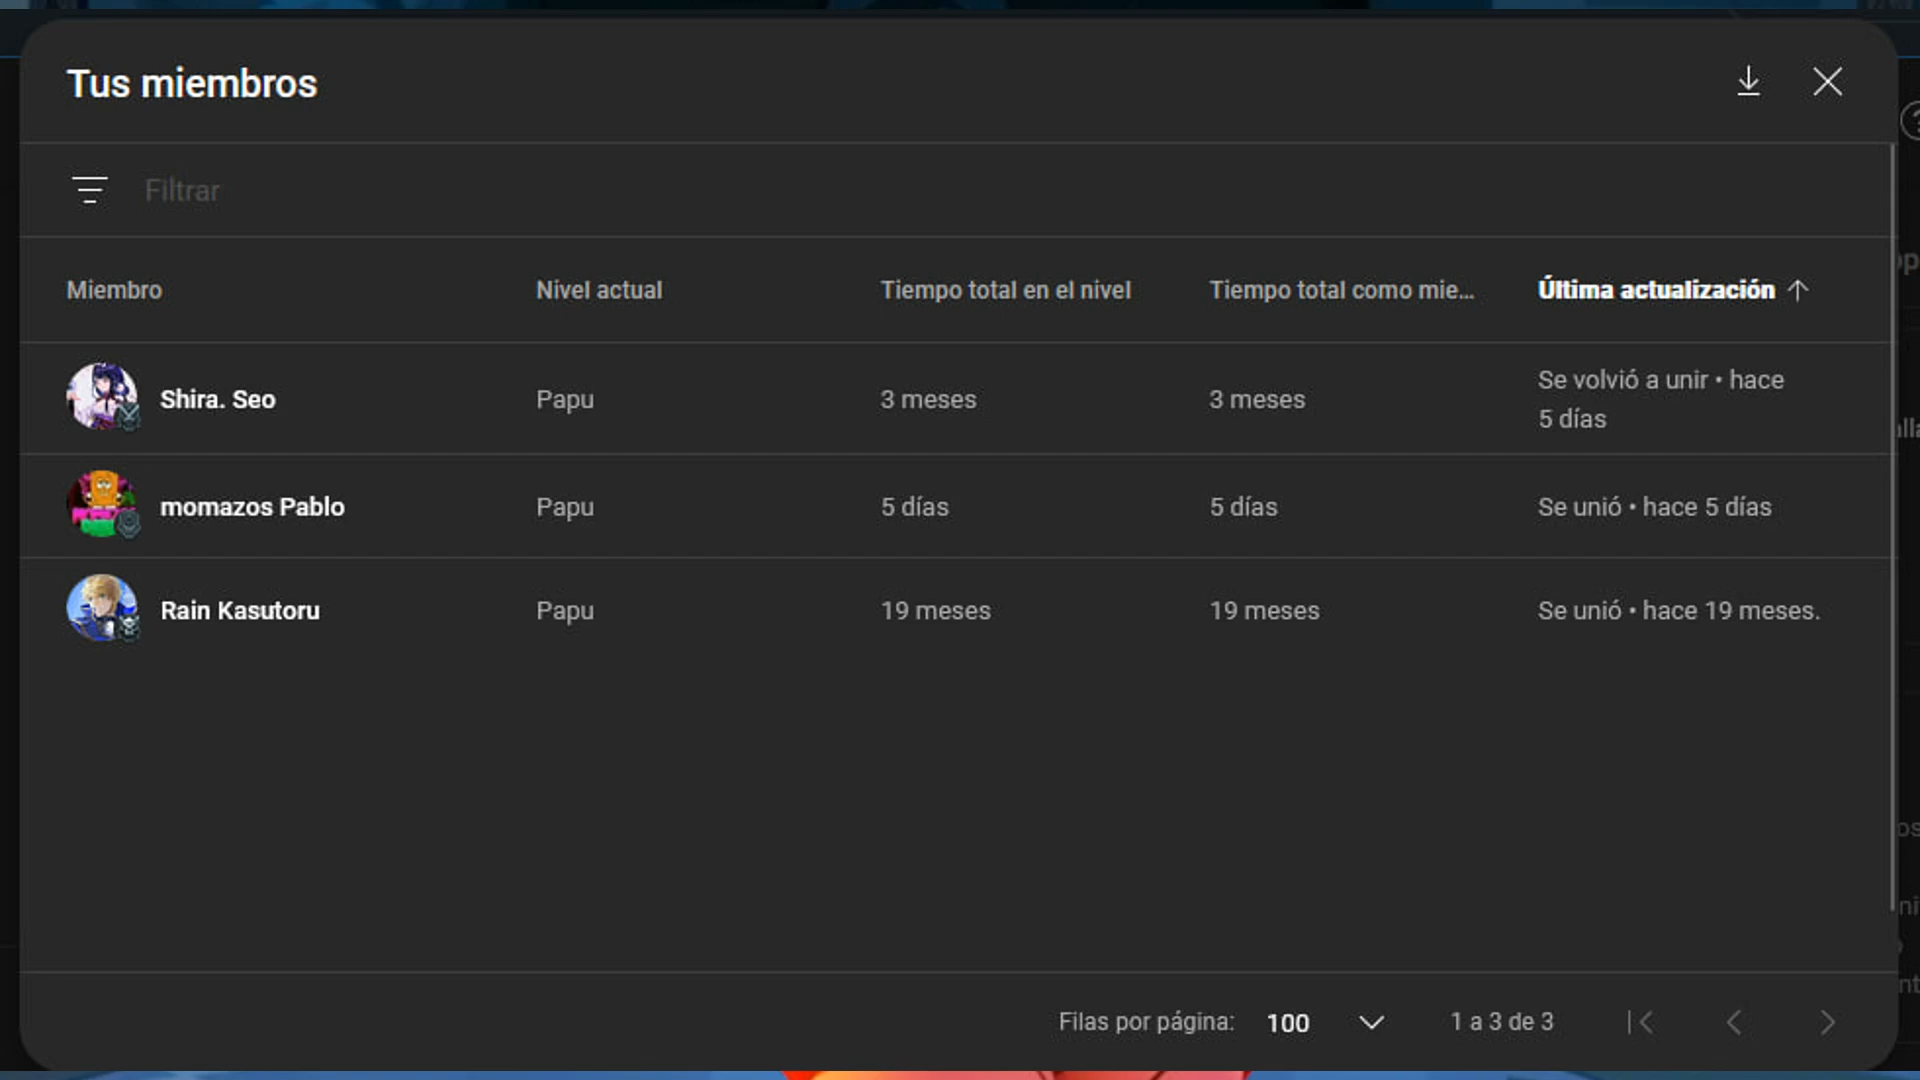 Tus miembros
Filtrar
Miembro Nivel actual Tiempo total en el nivel Tiempo total como mie... Última actualización
Shira. Seo Papu 3 meses 3 meses Se volvió a unir • hace
5 días
momazos Pablo Papu 5 días 5 días Se unió • hace 5 días
Rain Kasutoru Papu 19 meses 19 meses Se unió • hace 19 meses.
Filas por página: 100 1 a 3 de 3